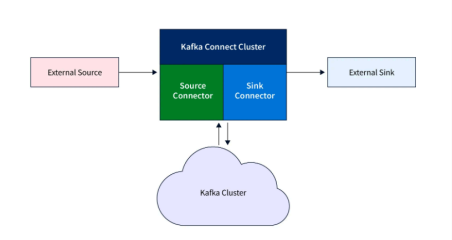 Kafka Connect Cluster
External Source
Source
Connector
Sink
Connector
External Sink
Kafka Cluster